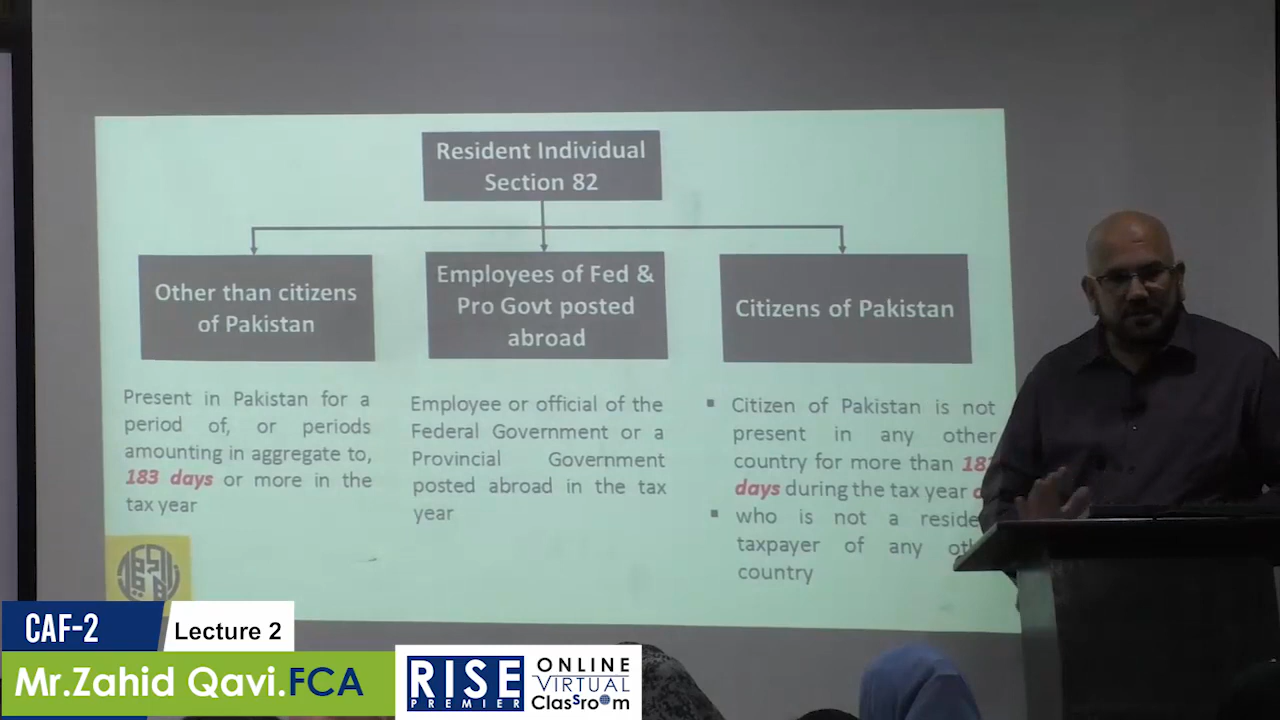 Resident Individual
Section 82
Other than citizens
of Pakistan
Employees of Fed &
Pro Govt posted
abroad
Citizens of Pakistan
Present in Pakistan for a
period of, or periods
amounting in aggregate to,
183 days or more in the
tax year
Employee or official of the
Federal Government or a
Provincial Government
posted abroad in the tax
year
▪ Citizen of Pakistan is not
present in any other
country for more than
days during the tax year
▪ who is not a
taxpayer of any
country
CAF-2
Lecture 2
Mr.Zahid Qavi.FCA
RISE
PREMIER
ONLINE
VIRTUAL
Classroom